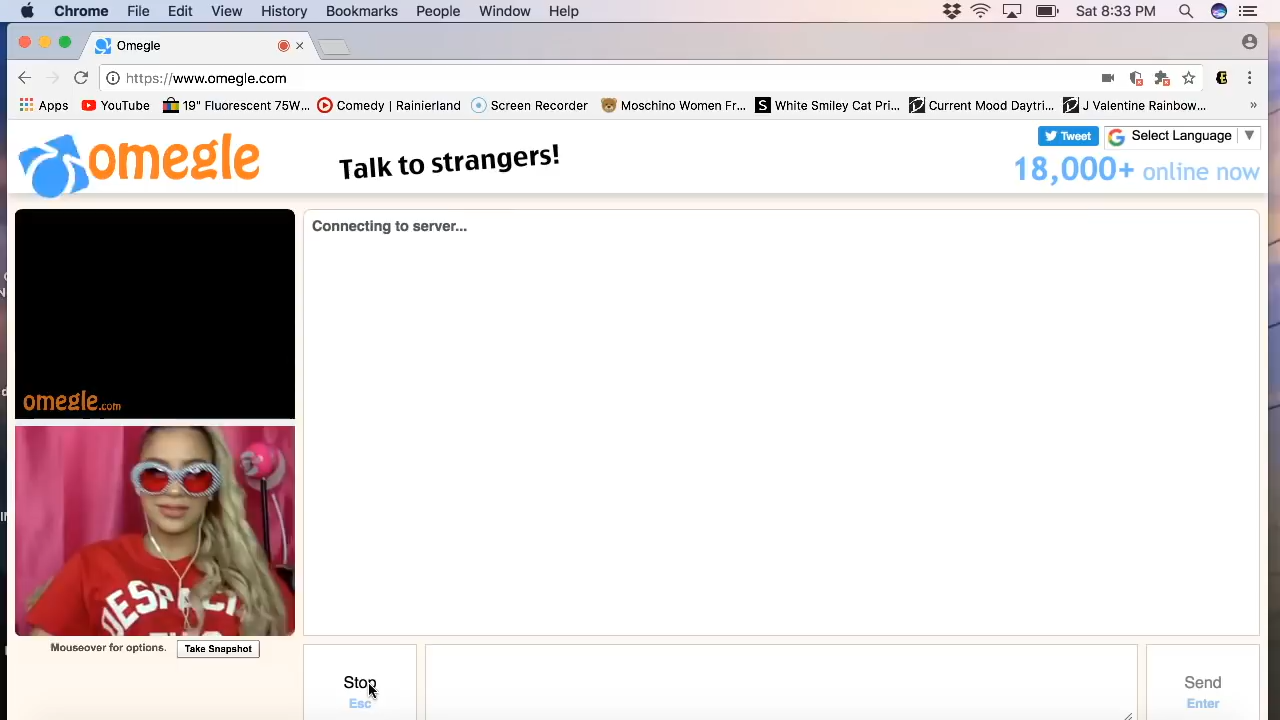 Chrome File Edit View History Bookmarks People Window Help Sat 8:33 PM
Omegle
https://www.omegle.com
Apps YouTube 19" Fluorescent 75W... Comedy | Rainierland Screen Recorder Moschino Women Fr... S White Smiley Cat Pri... Current Mood Daytri... J Valentine Rainbow... »
omegle Talk to strangers! Tweet G Select Language ▼
18,000+ online now
Connecting to server...
omegle.com
Mouseover for options. Take Snapshot
Stop Send
Esc Enter